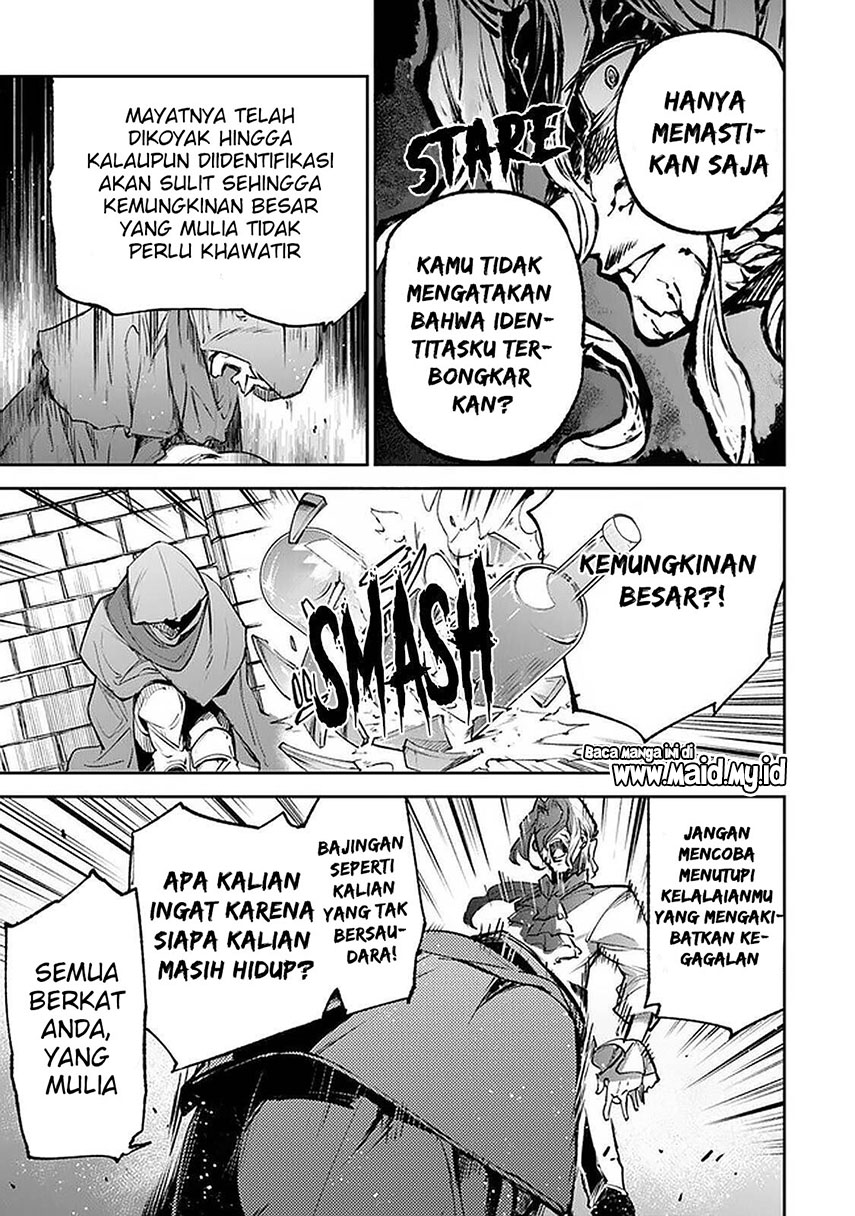 HANYA
MEMASTI-
KAN SAJA
STARE
KAMU TIDAK
MENGATAKAN
BAHWA IDEN-
TITASKU TER-
BONGKAR
KAN?
MAYATNYA TELAH
DIKOYAK HINGGA
KALAUPUN DIIDENTIFIKASI
AKAN SULIT SEHINGGA
KEMUNGKINAN BESAR
YANG MULIA TIDAK
PERLU KHAWATIR
KEMUNGKINAN
BESAR?!
SMASH
Baca Manga ini di
www.Maid.My.id
JANGAN
MENCOBA
MENUTUPI
KELALAIANMU
YANG MENGAKI-
BATKAN KE-
GAGALAN
BAJINGAN
SEPERTI
KALIAN
YANG TAK
BERSAU-
DARA!
APA KALIAN
INGAT KARENA
SIAPA KALIAN
MASIH HIDUP?
SEMUA
BERKAT
ANDA,
YANG
MULIA